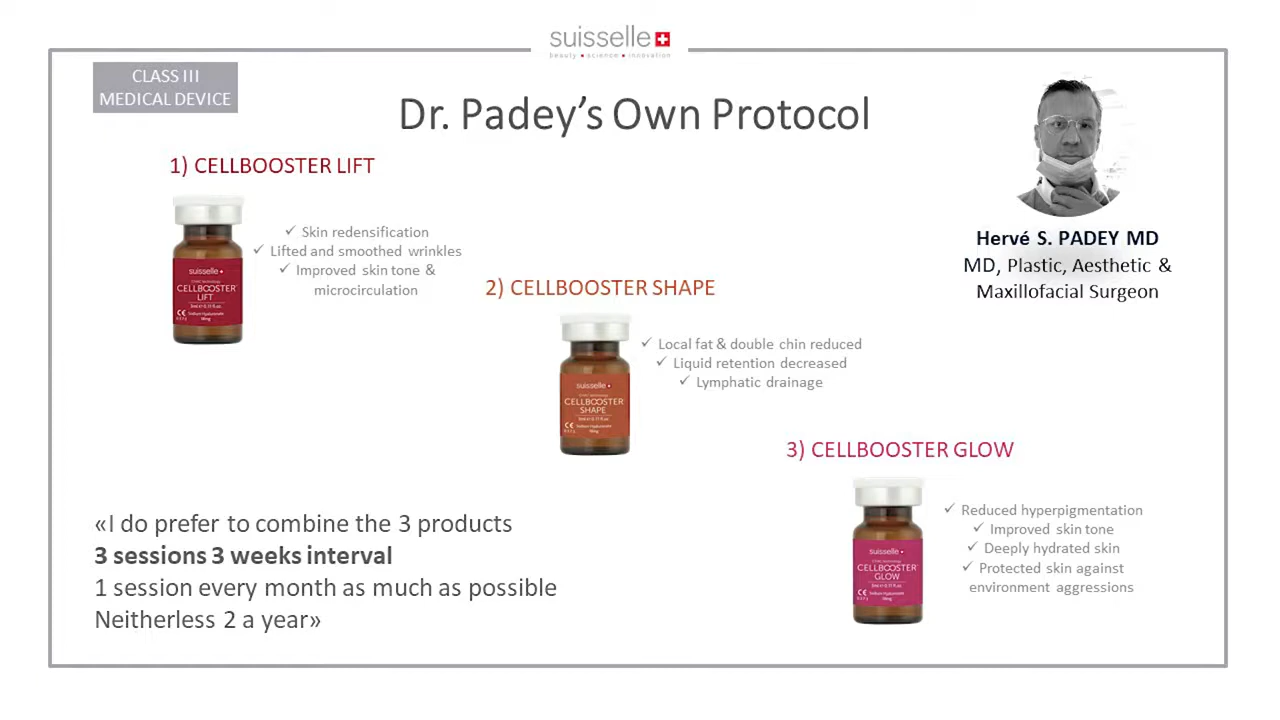 suisselle
beauty • science • innovation
CLASS III
MEDICAL DEVICE
Dr. Padey's Own Protocol
1) CELLBOOSTER LIFT
✓ Skin redensification
✓ Lifted and smoothed wrinkles
✓ Improved skin tone &
microcirculation
suisselle
CELLBOOSTER
LIFT
Hervé S. PADEY MD
MD, Plastic, Aesthetic &
Maxillofacial Surgeon
2) CELLBOOSTER SHAPE
✓ Local fat & double chin reduced
✓ Liquid retention decreased
✓ Lymphatic drainage
suisselle
CELLBOOSTER
SHAPE
3) CELLBOOSTER GLOW
✓ Reduced hyperpigmentation
✓ Improved skin tone
✓ Deeply hydrated skin
✓ Protected skin against
environment aggressions
suisselle
CELLBOOSTER
GLOW
«I do prefer to combine the 3 products
3 sessions 3 weeks interval
1 session every month as much as possible
Neitherless 2 a year»